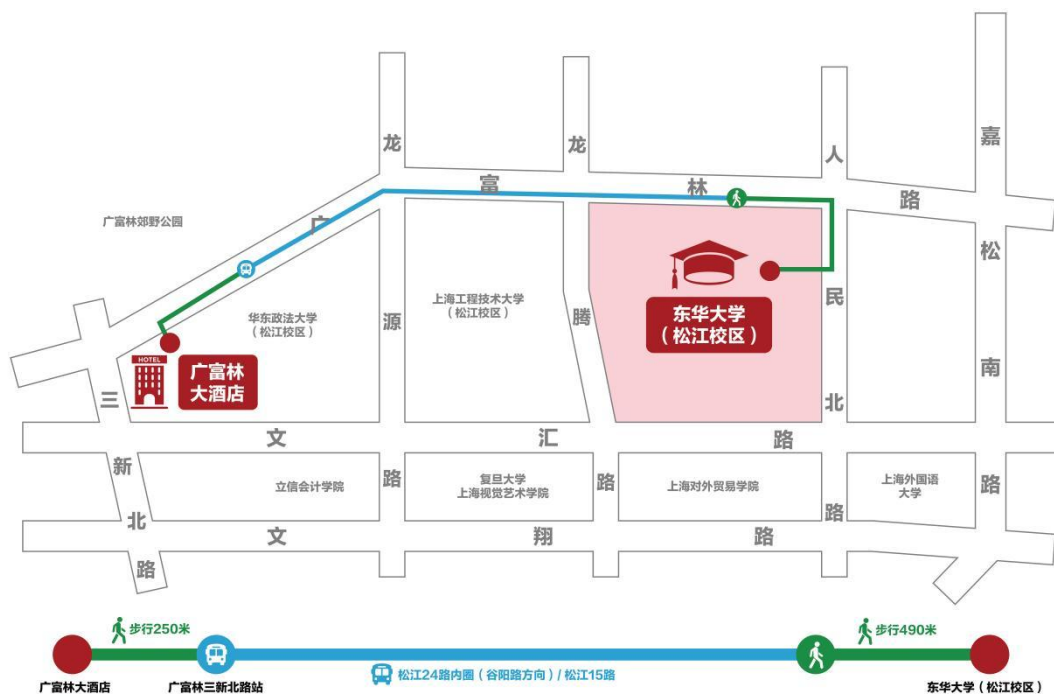 龙
龙
人
嘉
富
林
路
广富林郊野公园
广
松
华东政法大学
（松江校区）
源
上海工程技术大学
（松江校区）
腾
东华大学
（松江校区）
民
南
HOTEL
广富林
大酒店
三
北
文
汇
路
新
立信会计学院
路
复旦大学
上海视觉艺术学院
路
上海对外贸易学院
上海外国语
大学
路
北
文
翔
路
路
路
步行250米
步行490米
松江24路内圈（谷阳路方向）/ 松江15路
广富林大酒店
广富林三新北路站
东华大学（松江校区）